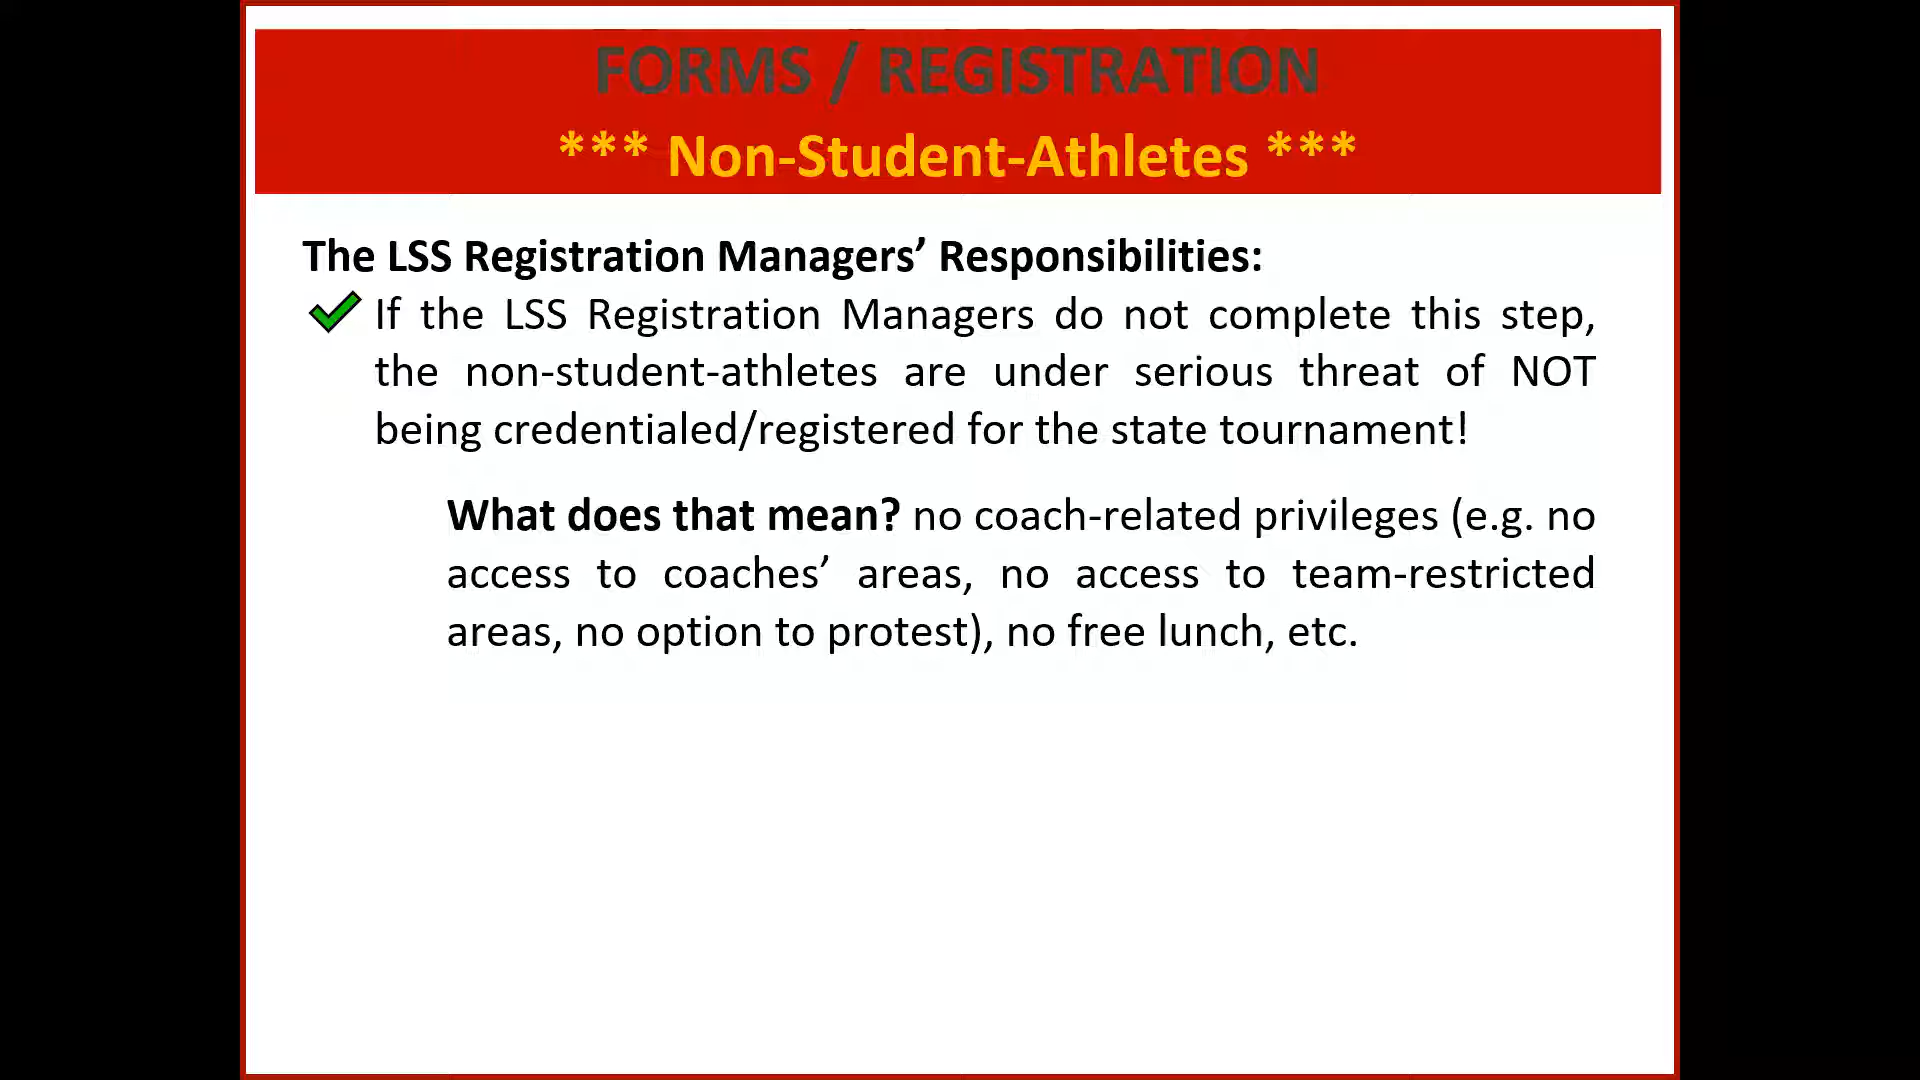 FORMS / REGISTRATION
*** Non-Student-Athletes ***
The LSS Registration Managers’ Responsibilities:
If the LSS Registration Managers do not complete this step,
the non-student-athletes are under serious threat of NOT
being credentialed/registered for the state tournament!
What does that mean? no coach-related privileges (e.g. no
access to coaches’ areas, no access to team-restricted
areas, no option to protest), no free lunch, etc.